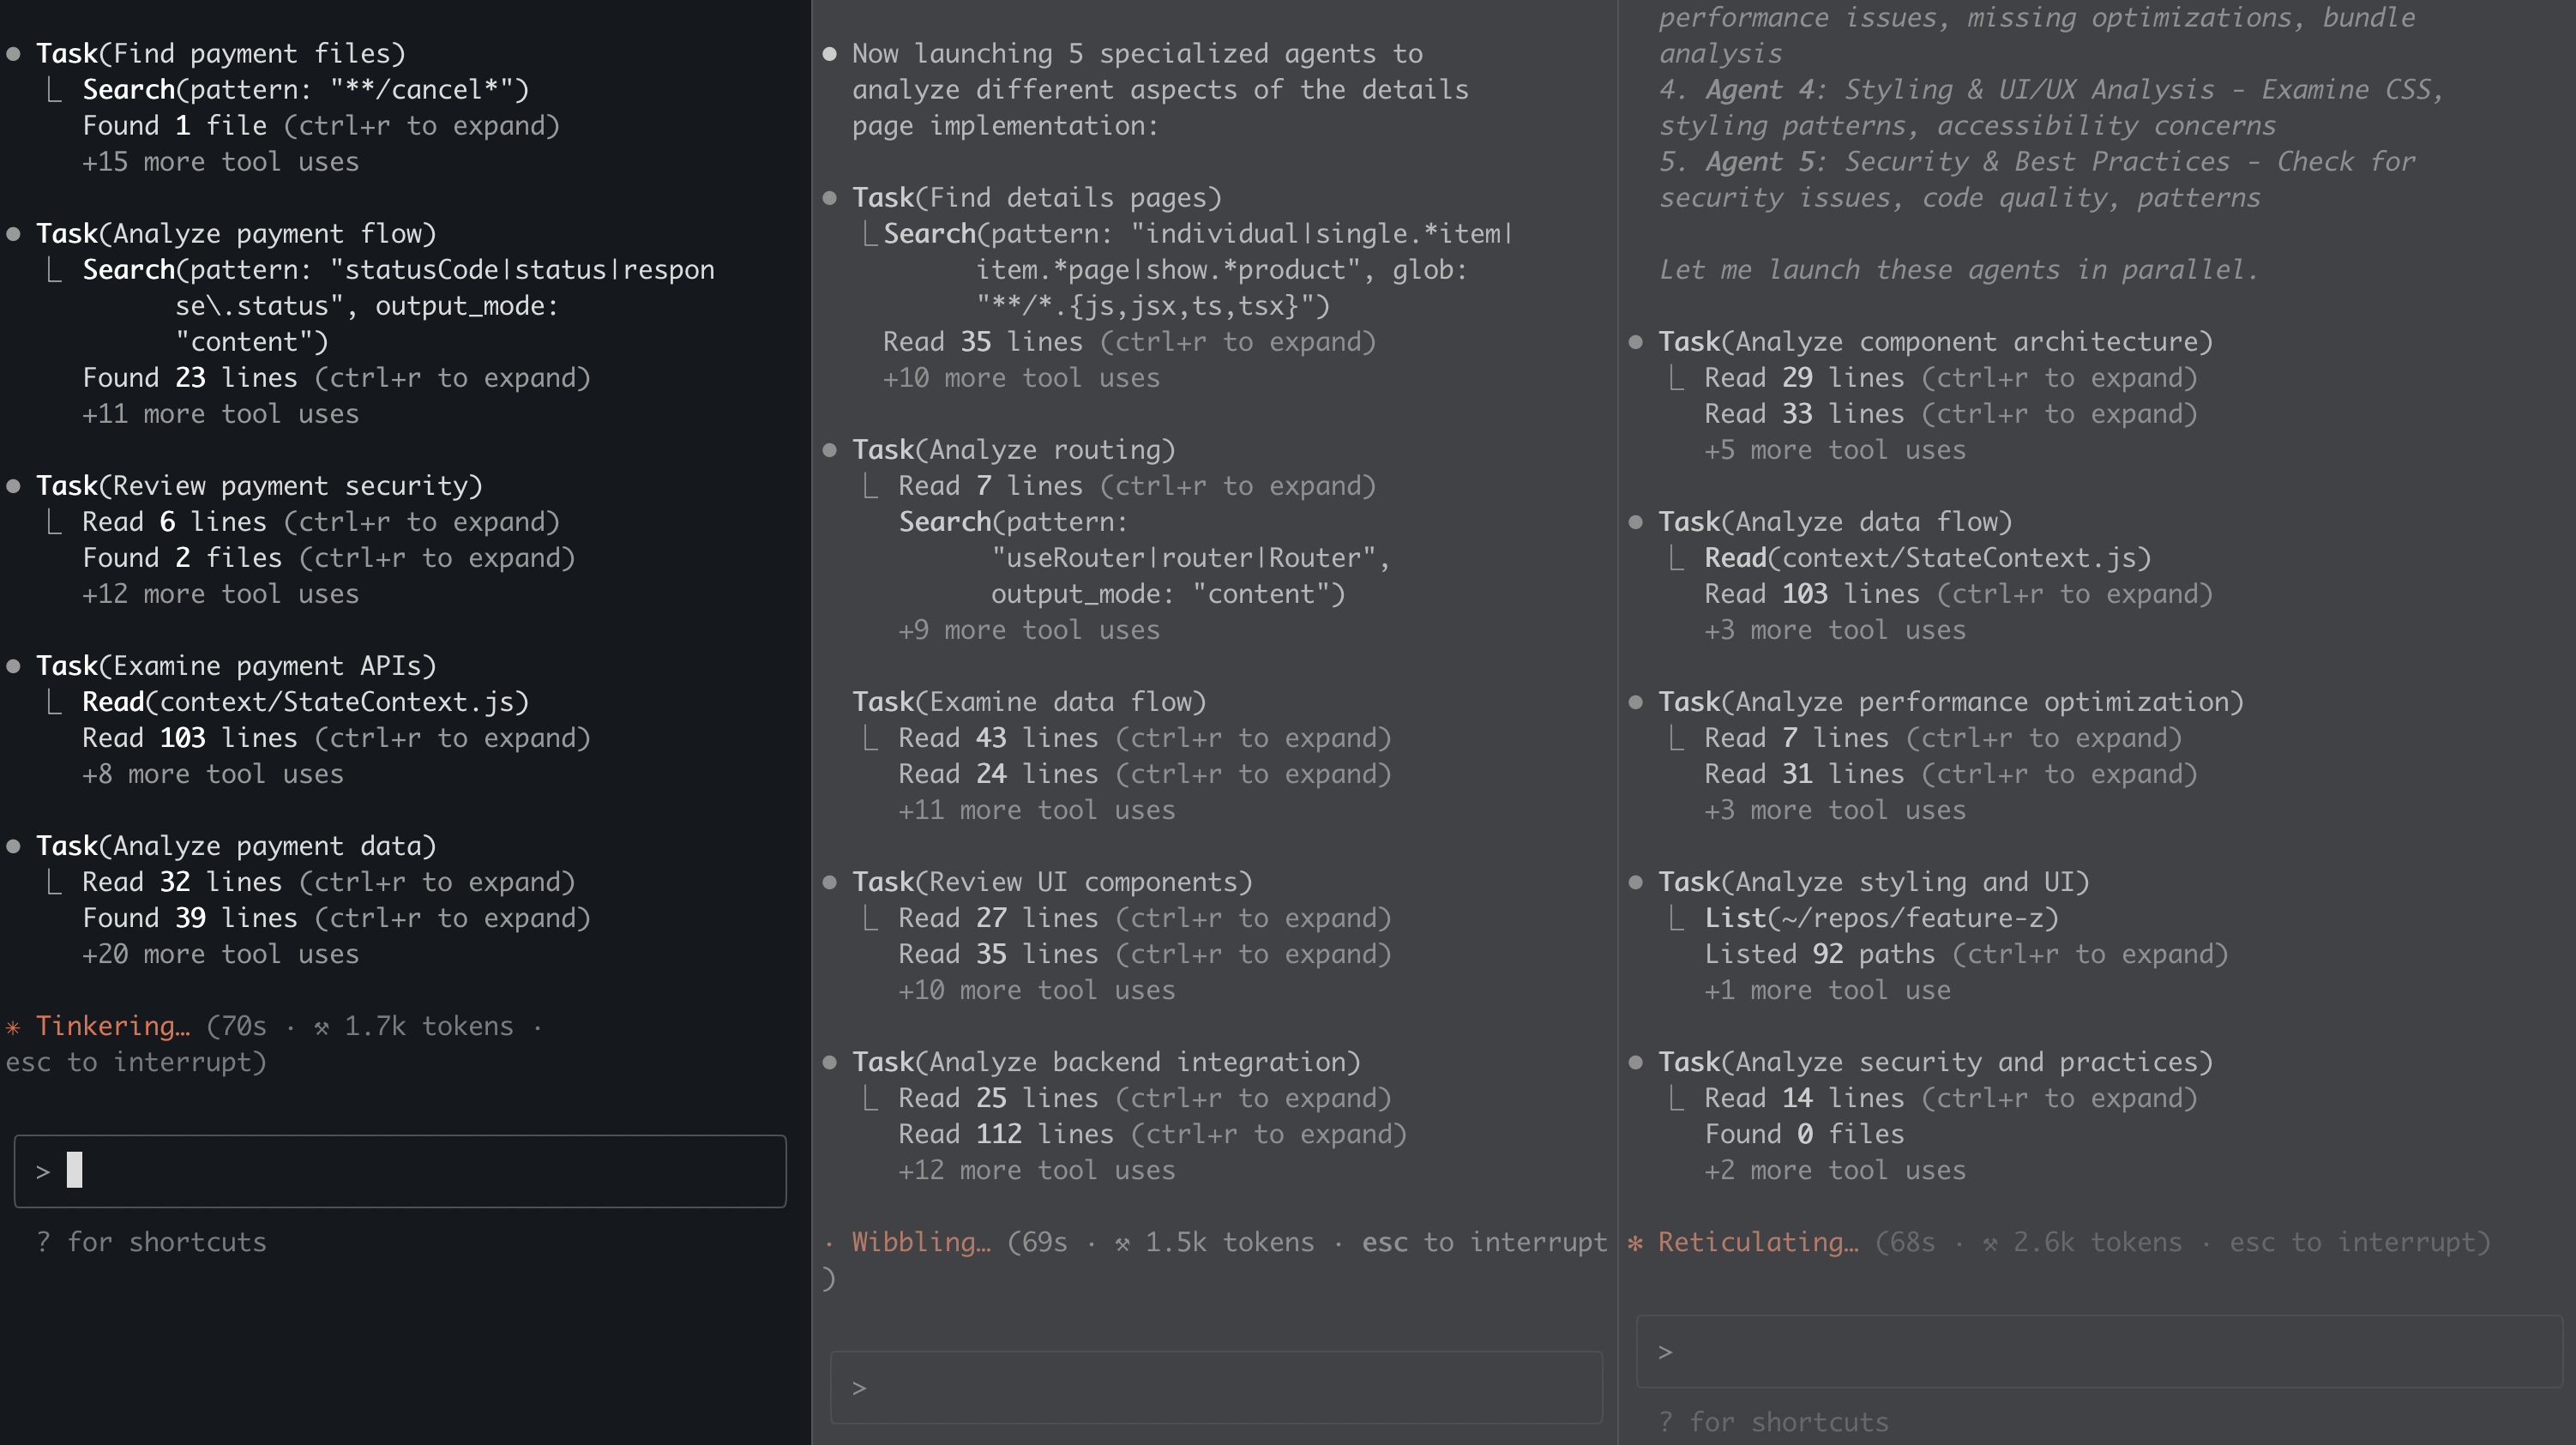 ● Task(Find payment files)
⎿ Search(pattern: "**/cancel*")
Found 1 file (ctrl+r to expand)
+15 more tool uses
● Task(Analyze payment flow)
⎿ Search(pattern: "statusCode|status|respon
se\.status", output_mode:
"content")
Found 23 lines (ctrl+r to expand)
+11 more tool uses
● Task(Review payment security)
⎿ Read 6 lines (ctrl+r to expand)
Found 2 files (ctrl+r to expand)
+12 more tool uses
● Task(Examine payment APIs)
⎿ Read(context/StateContext.js)
Read 103 lines (ctrl+r to expand)
+8 more tool uses
● Task(Analyze payment data)
⎿ Read 32 lines (ctrl+r to expand)
Found 39 lines (ctrl+r to expand)
+20 more tool uses
✳ Tinkering… (70s · ⚒ 1.7k tokens ·
esc to interrupt)
>
? for shortcuts
● Now launching 5 specialized agents to
analyze different aspects of the details
page implementation:
● Task(Find details pages)
⎿ Search(pattern: "individual|single.*item|
item.*page|show.*product", glob:
"**/*.{js,jsx,ts,tsx}")
Read 35 lines (ctrl+r to expand)
+10 more tool uses
● Task(Analyze routing)
⎿ Read 7 lines (ctrl+r to expand)
Search(pattern:
"useRouter|router|Router",
output_mode: "content")
+9 more tool uses
Task(Examine data flow)
⎿ Read 43 lines (ctrl+r to expand)
Read 24 lines (ctrl+r to expand)
+11 more tool uses
● Task(Review UI components)
⎿ Read 27 lines (ctrl+r to expand)
Read 35 lines (ctrl+r to expand)
+10 more tool uses
● Task(Analyze backend integration)
⎿ Read 25 lines (ctrl+r to expand)
Read 112 lines (ctrl+r to expand)
+12 more tool uses
· Wibbling… (69s · ⚒ 1.5k tokens · esc to interrupt
)
>
performance issues, missing optimizations, bundle
analysis
4. Agent 4: Styling & UI/UX Analysis - Examine CSS,
styling patterns, accessibility concerns
5. Agent 5: Security & Best Practices - Check for
security issues, code quality, patterns
Let me launch these agents in parallel.
● Task(Analyze component architecture)
⎿ Read 29 lines (ctrl+r to expand)
Read 33 lines (ctrl+r to expand)
+5 more tool uses
● Task(Analyze data flow)
⎿ Read(context/StateContext.js)
Read 103 lines (ctrl+r to expand)
+3 more tool uses
● Task(Analyze performance optimization)
⎿ Read 7 lines (ctrl+r to expand)
Read 31 lines (ctrl+r to expand)
+3 more tool uses
● Task(Analyze styling and UI)
⎿ List(~/repos/feature-z)
Listed 92 paths (ctrl+r to expand)
+1 more tool use
● Task(Analyze security and practices)
⎿ Read 14 lines (ctrl+r to expand)
Found 0 files
+2 more tool uses
✻ Reticulating… (68s · ⚒ 2.6k tokens · esc to interrupt)
>
? for shortcuts